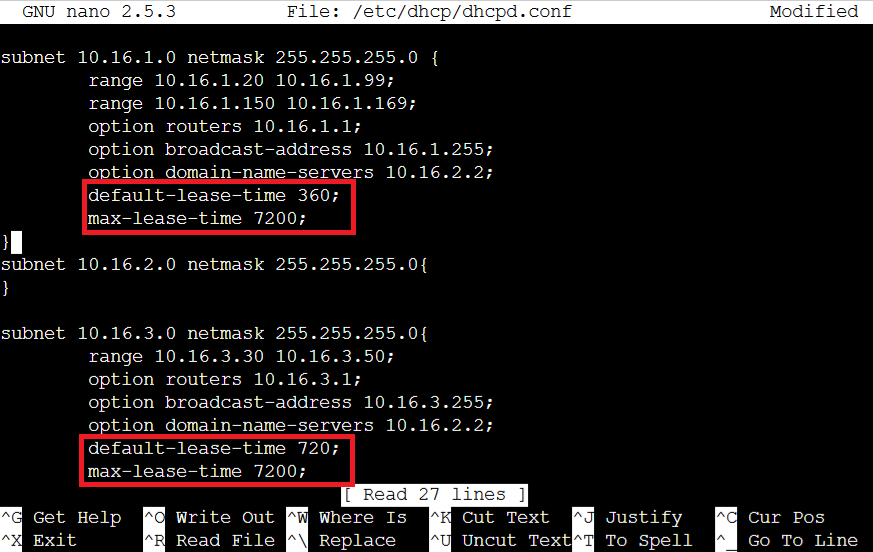 GNU nano 2.5.3 File: /etc/dhcp/dhcpd.conf Modified
subnet 10.16.1.0 netmask 255.255.255.0 {
range 10.16.1.20 10.16.1.99;
range 10.16.1.150 10.16.1.169;
option routers 10.16.1.1;
option broadcast-address 10.16.1.255;
option domain-name-servers 10.16.2.2;
default-lease-time 360;
max-lease-time 7200;
}
subnet 10.16.2.0 netmask 255.255.255.0{
}
subnet 10.16.3.0 netmask 255.255.255.0{
range 10.16.3.30 10.16.3.50;
option routers 10.16.3.1;
option broadcast-address 10.16.3.255;
option domain-name-servers 10.16.2.2;
default-lease-time 720;
max-lease-time 7200;
[ Read 27 lines ]
^G Get Help ^O Write Out ^W Where Is ^K Cut Text ^J Justify ^C Cur Pos
^X Exit ^R Read File ^\ Replace ^U Uncut Text^T To Spell ^_ Go To Line